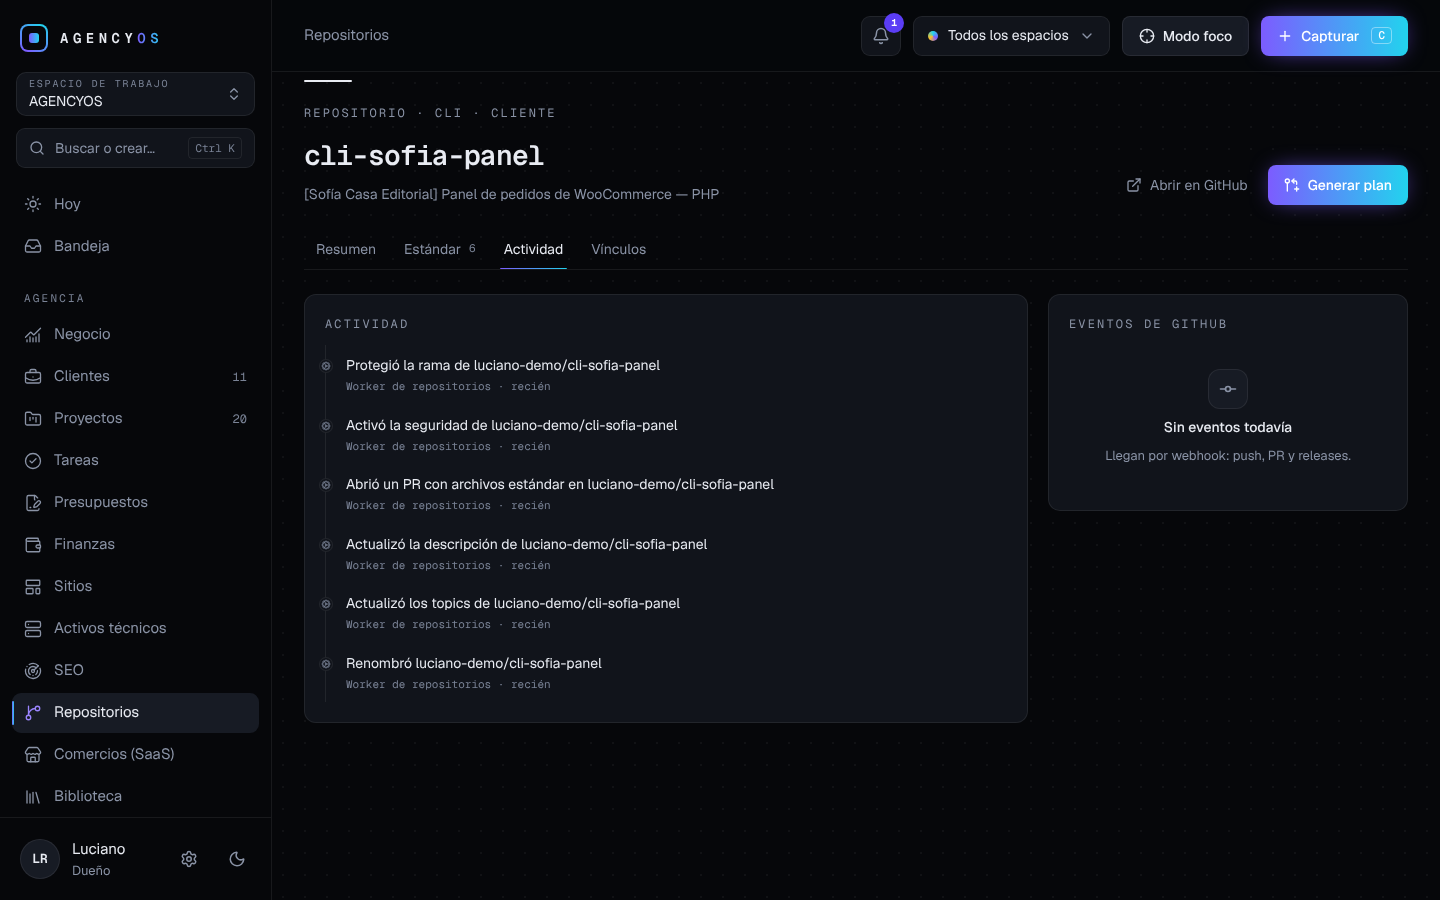 AGENCYOS
ESPACIO DE TRABAJO
AGENCYOS
Buscar o crear... Ctrl K
Hoy
Bandeja
AGENCIA
Negocio
Clientes 11
Proyectos 20
Tareas
Presupuestos
Finanzas
Sitios
Activos técnicos
SEO
Repositorios
Comercios (SaaS)
Biblioteca
LR
Luciano
Dueño
Repositorios
1
Todos los espacios
Modo foco
Capturar C
REPOSITORIO · CLI · CLIENTE
cli-sofia-panel
[Sofía Casa Editorial] Panel de pedidos de WooCommerce — PHP
Abrir en GitHub
Generar plan
Resumen Estándar 6 Actividad Vínculos
ACTIVIDAD
Protegió la rama de luciano-demo/cli-sofia-panel
Worker de repositorios · recién
Activó la seguridad de luciano-demo/cli-sofia-panel
Worker de repositorios · recién
Abrió un PR con archivos estándar en luciano-demo/cli-sofia-panel
Worker de repositorios · recién
Actualizó la descripción de luciano-demo/cli-sofia-panel
Worker de repositorios · recién
Actualizó los topics de luciano-demo/cli-sofia-panel
Worker de repositorios · recién
Renombró luciano-demo/cli-sofia-panel
Worker de repositorios · recién
EVENTOS DE GITHUB
Sin eventos todavía
Llegan por webhook: push, PR y releases.